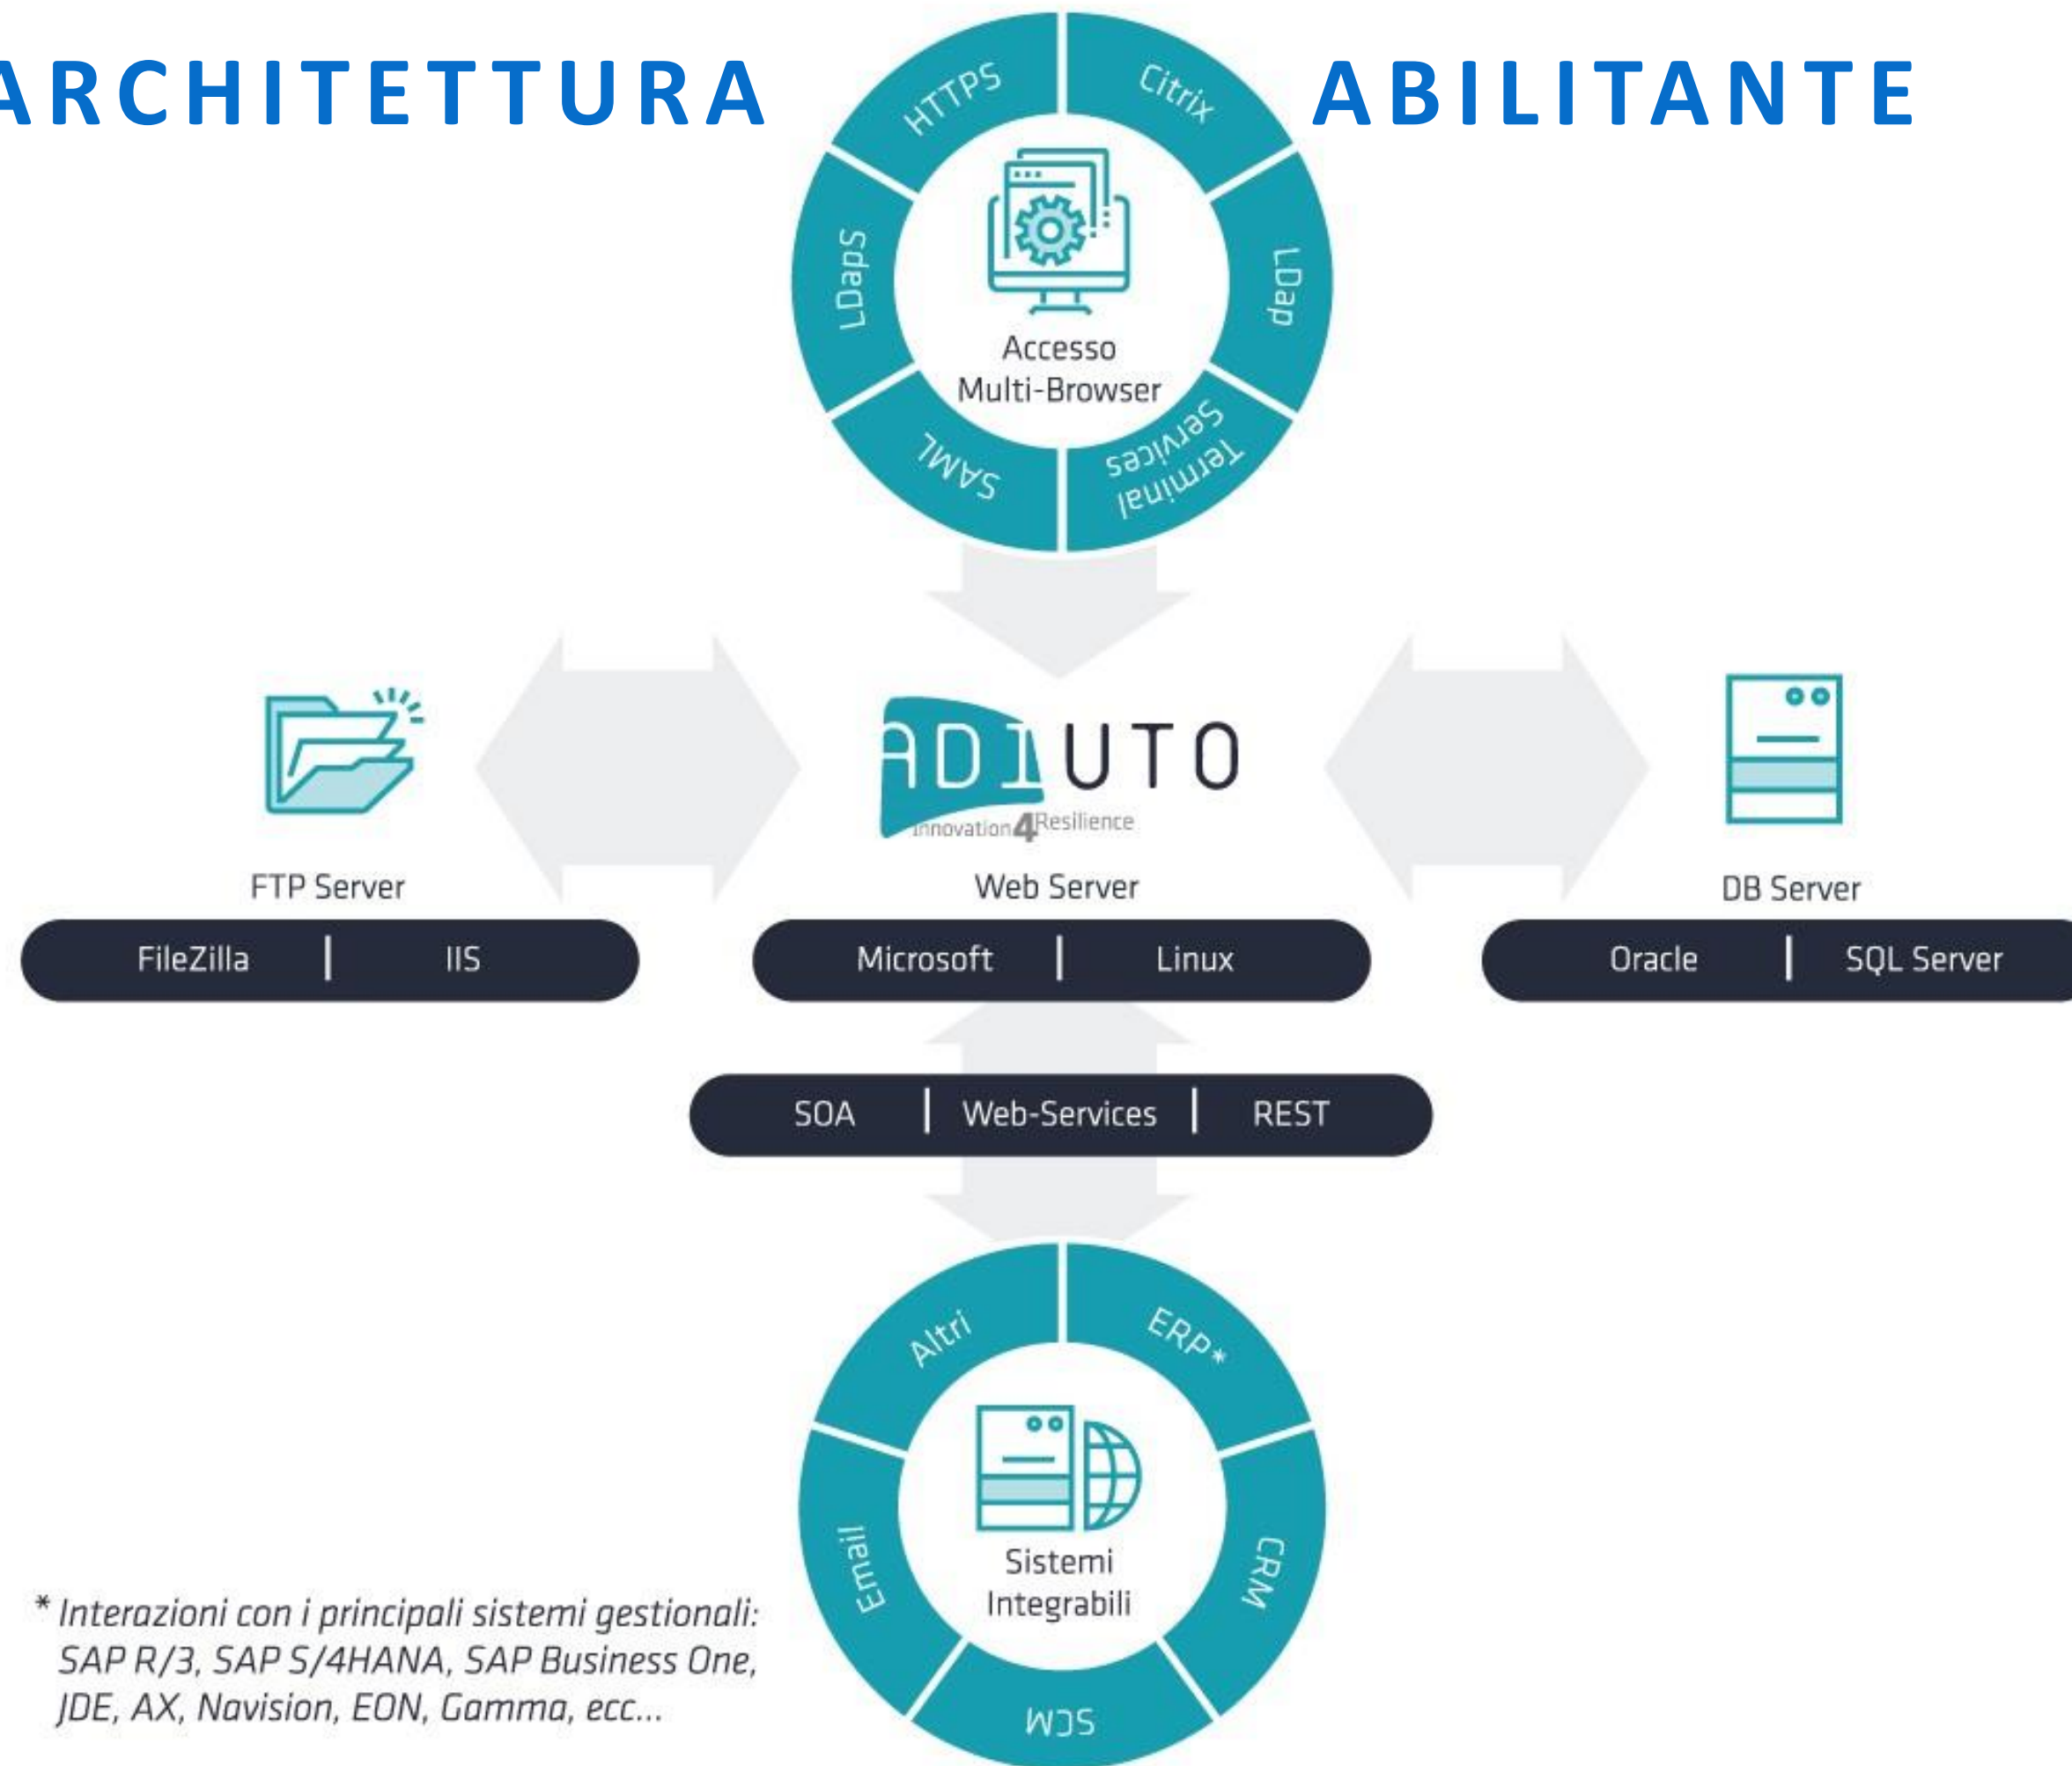 ARCHITETTURA ABILITANTE
HTTPS
Citrix
LDap
Terminal
Services
SAML
LDapS
Accesso
Multi-Browser
ADIUTO
Innovation4Resilience
FTP Server
Web Server
DB Server
FileZilla | IIS
Microsoft | Linux
Oracle | SQL Server
SOA | Web-Services | REST
Altri
ERP*
CRM
SCM
Email
Sistemi
Integrabili
* Interazioni con i principali sistemi gestionali:
SAP R/3, SAP S/4HANA, SAP Business One,
JDE, AX, Navision, EON, Gamma, ecc...